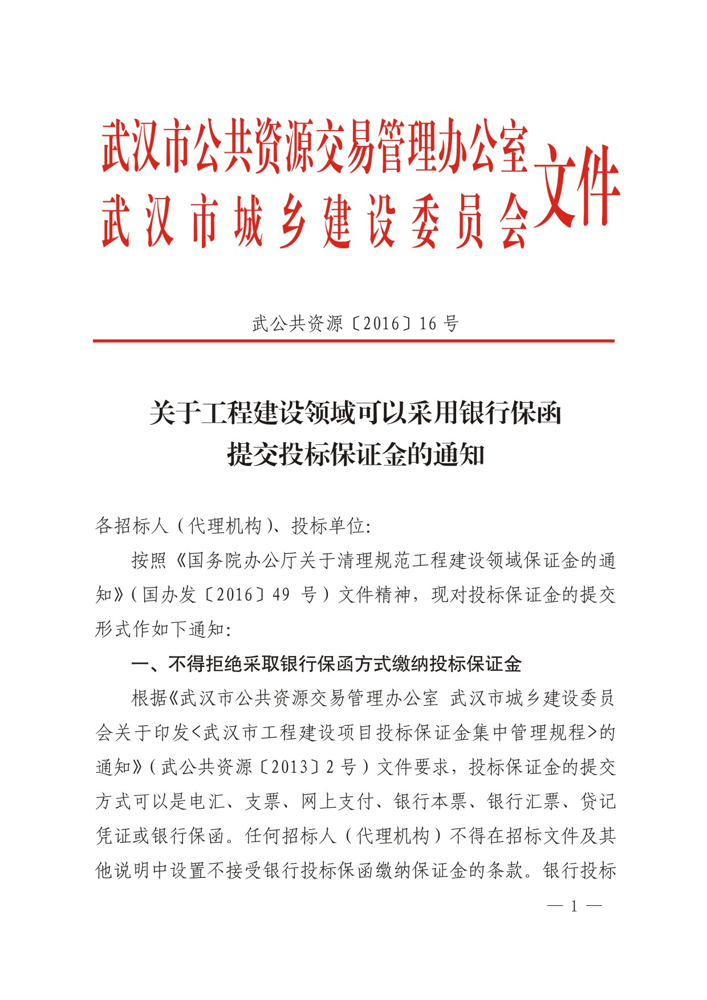 武汉市公共资源交易管理办公室
武汉市城乡建设委员会
文件
武公共资源〔2016〕16 号
关于工程建设领域可以采用银行保函
提交投标保证金的通知
各招标人（代理机构）、投标单位：
按照《国务院办公厅关于清理规范工程建设领域保证金的通
知》（国办发〔2016〕49 号）文件精神，现对投标保证金的提交
形式作如下通知：
一、不得拒绝采取银行保函方式缴纳投标保证金
根据《武汉市公共资源交易管理办公室 武汉市城乡建设委员
会关于印发<武汉市工程建设项目投标保证金集中管理规程>的
通知》（武公共资源〔2013〕2 号）文件要求，投标保证金的提交
方式可以是电汇、支票、网上支付、银行本票、银行汇票、贷记
凭证或银行保函。任何招标人（代理机构）不得在招标文件及其
他说明中设置不接受银行投标保函缴纳保证金的条款。银行投标
— 1 —